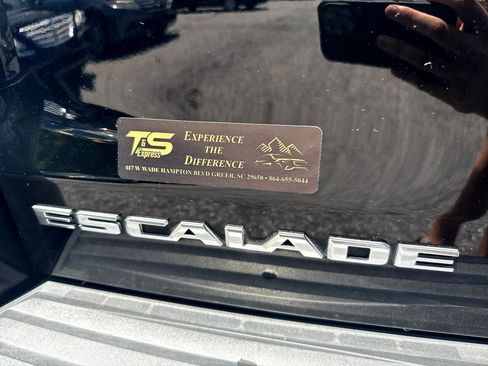 T&S
Express
EXPERIENCE
THE
DIFFERENCE
817 W WADE HAMPTON BLVD GREER, SC 29650 • 864-655-5044
ESCALADE